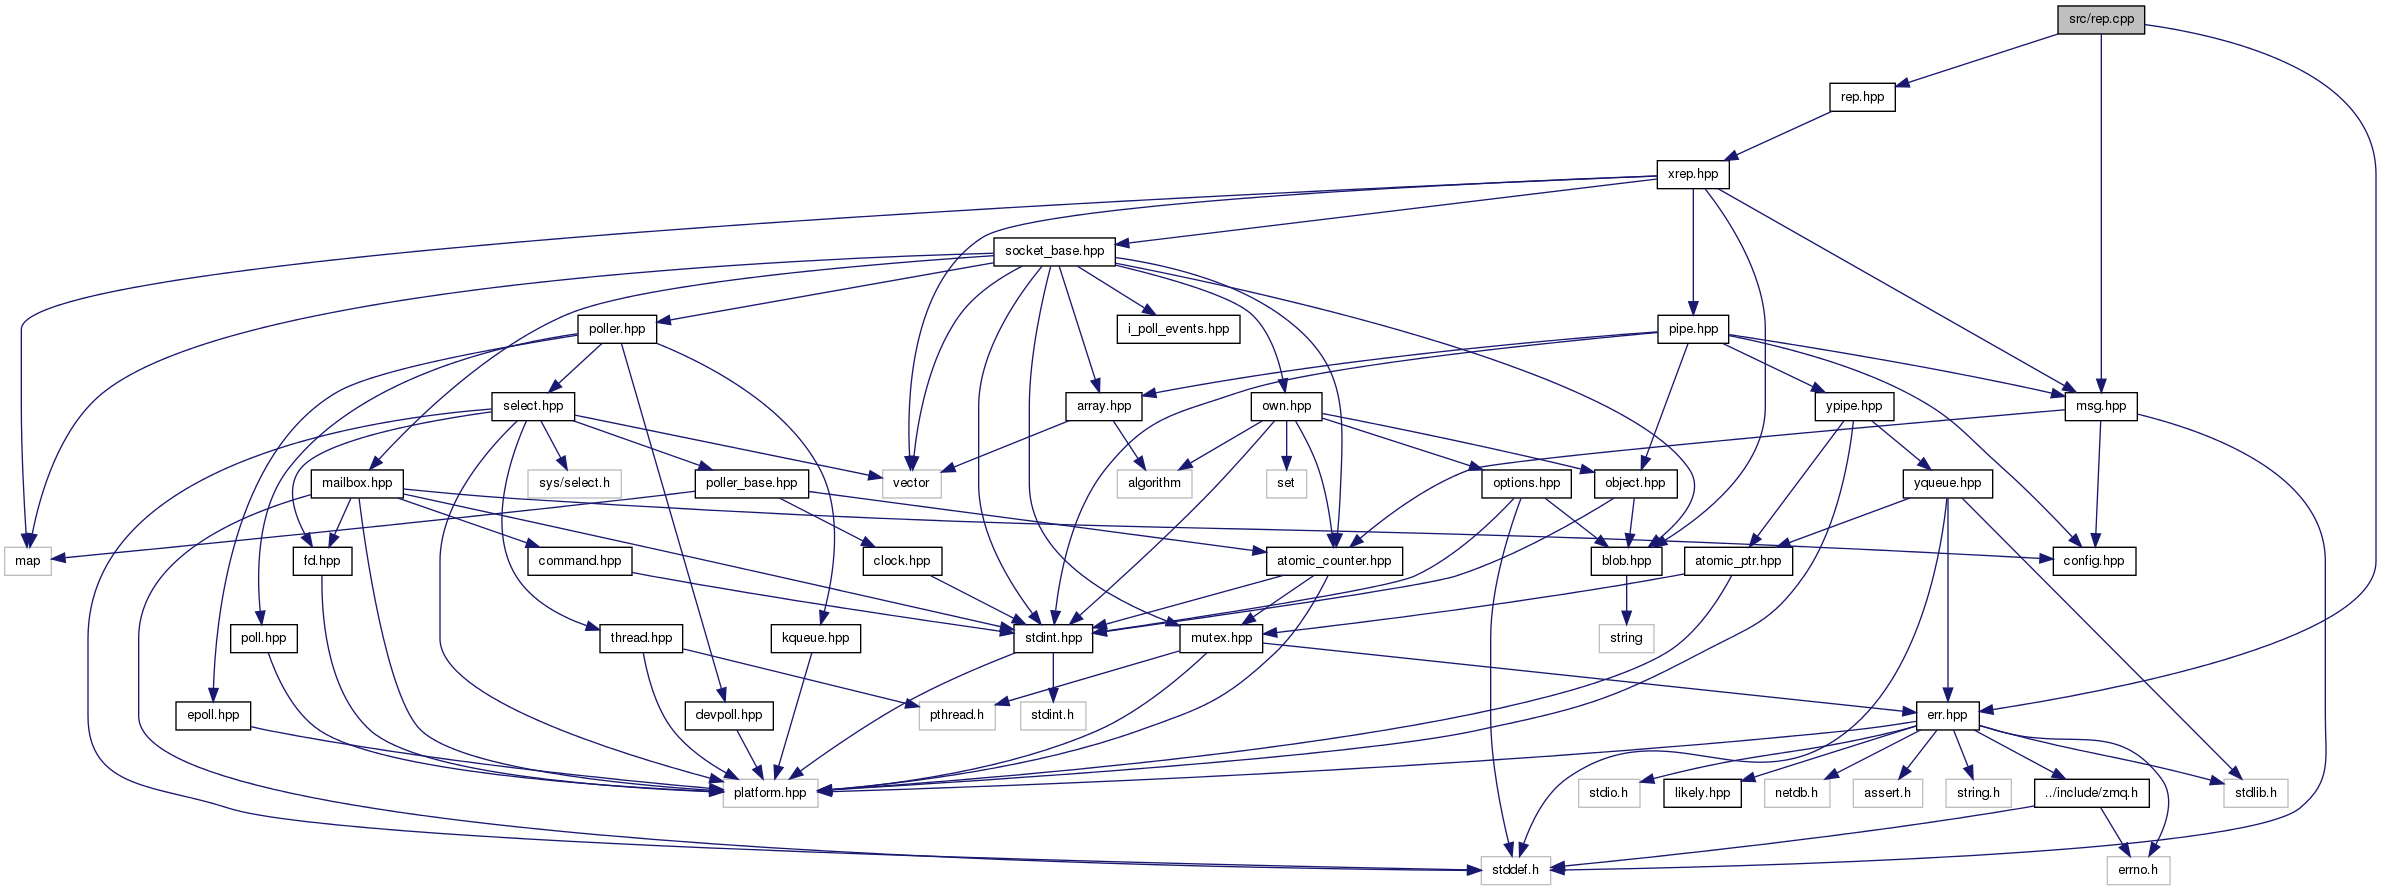 src/rep.cpp
rep.hpp
xrep.hpp
socket_base.hpp
poller.hpp
i_poll_events.hpp
pipe.hpp
select.hpp
array.hpp
own.hpp
ypipe.hpp
msg.hpp
mailbox.hpp
sys/select.h
poller_base.hpp
vector
algorithm
set
options.hpp
object.hpp
yqueue.hpp
map
fd.hpp
command.hpp
clock.hpp
atomic_counter.hpp
blob.hpp
atomic_ptr.hpp
config.hpp
poll.hpp
thread.hpp
kqueue.hpp
stdint.hpp
mutex.hpp
string
epoll.hpp
devpoll.hpp
pthread.h
stdint.h
err.hpp
platform.hpp
stdio.h
likely.hpp
netdb.h
assert.h
string.h
../include/zmq.h
stdlib.h
stddef.h
errno.h